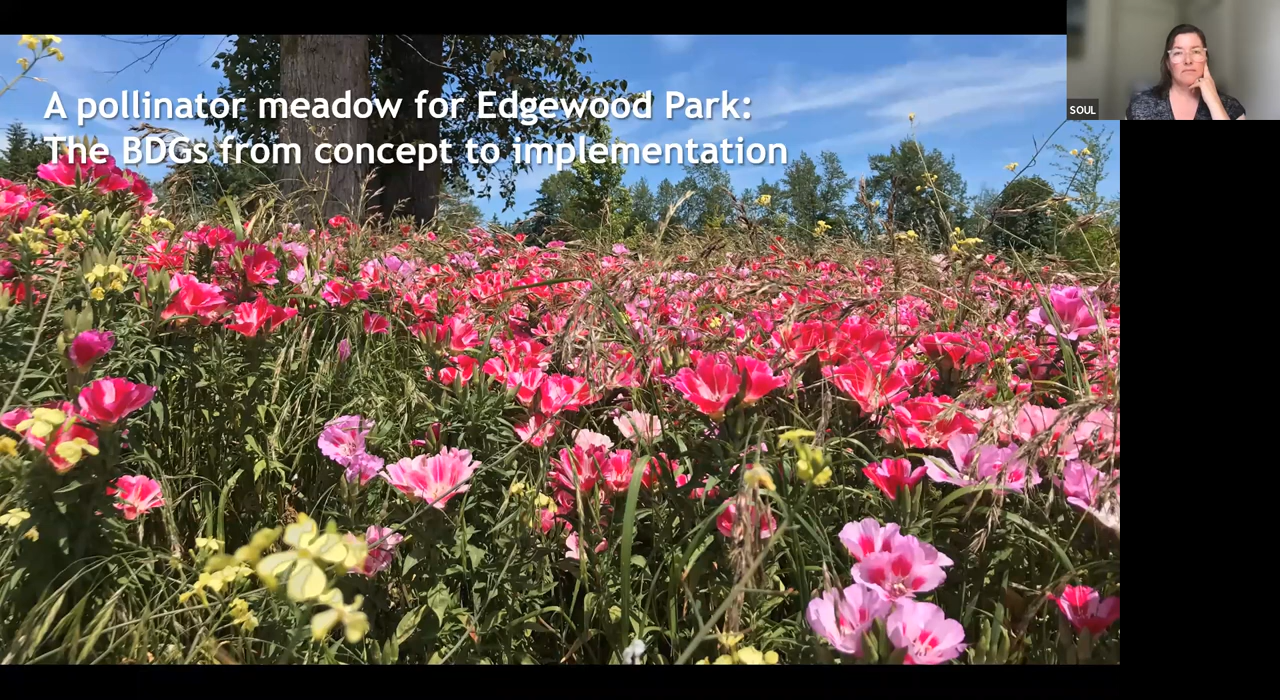 A pollinator meadow for Edgewood Park:
The BDGs from concept to implementation
SOUL